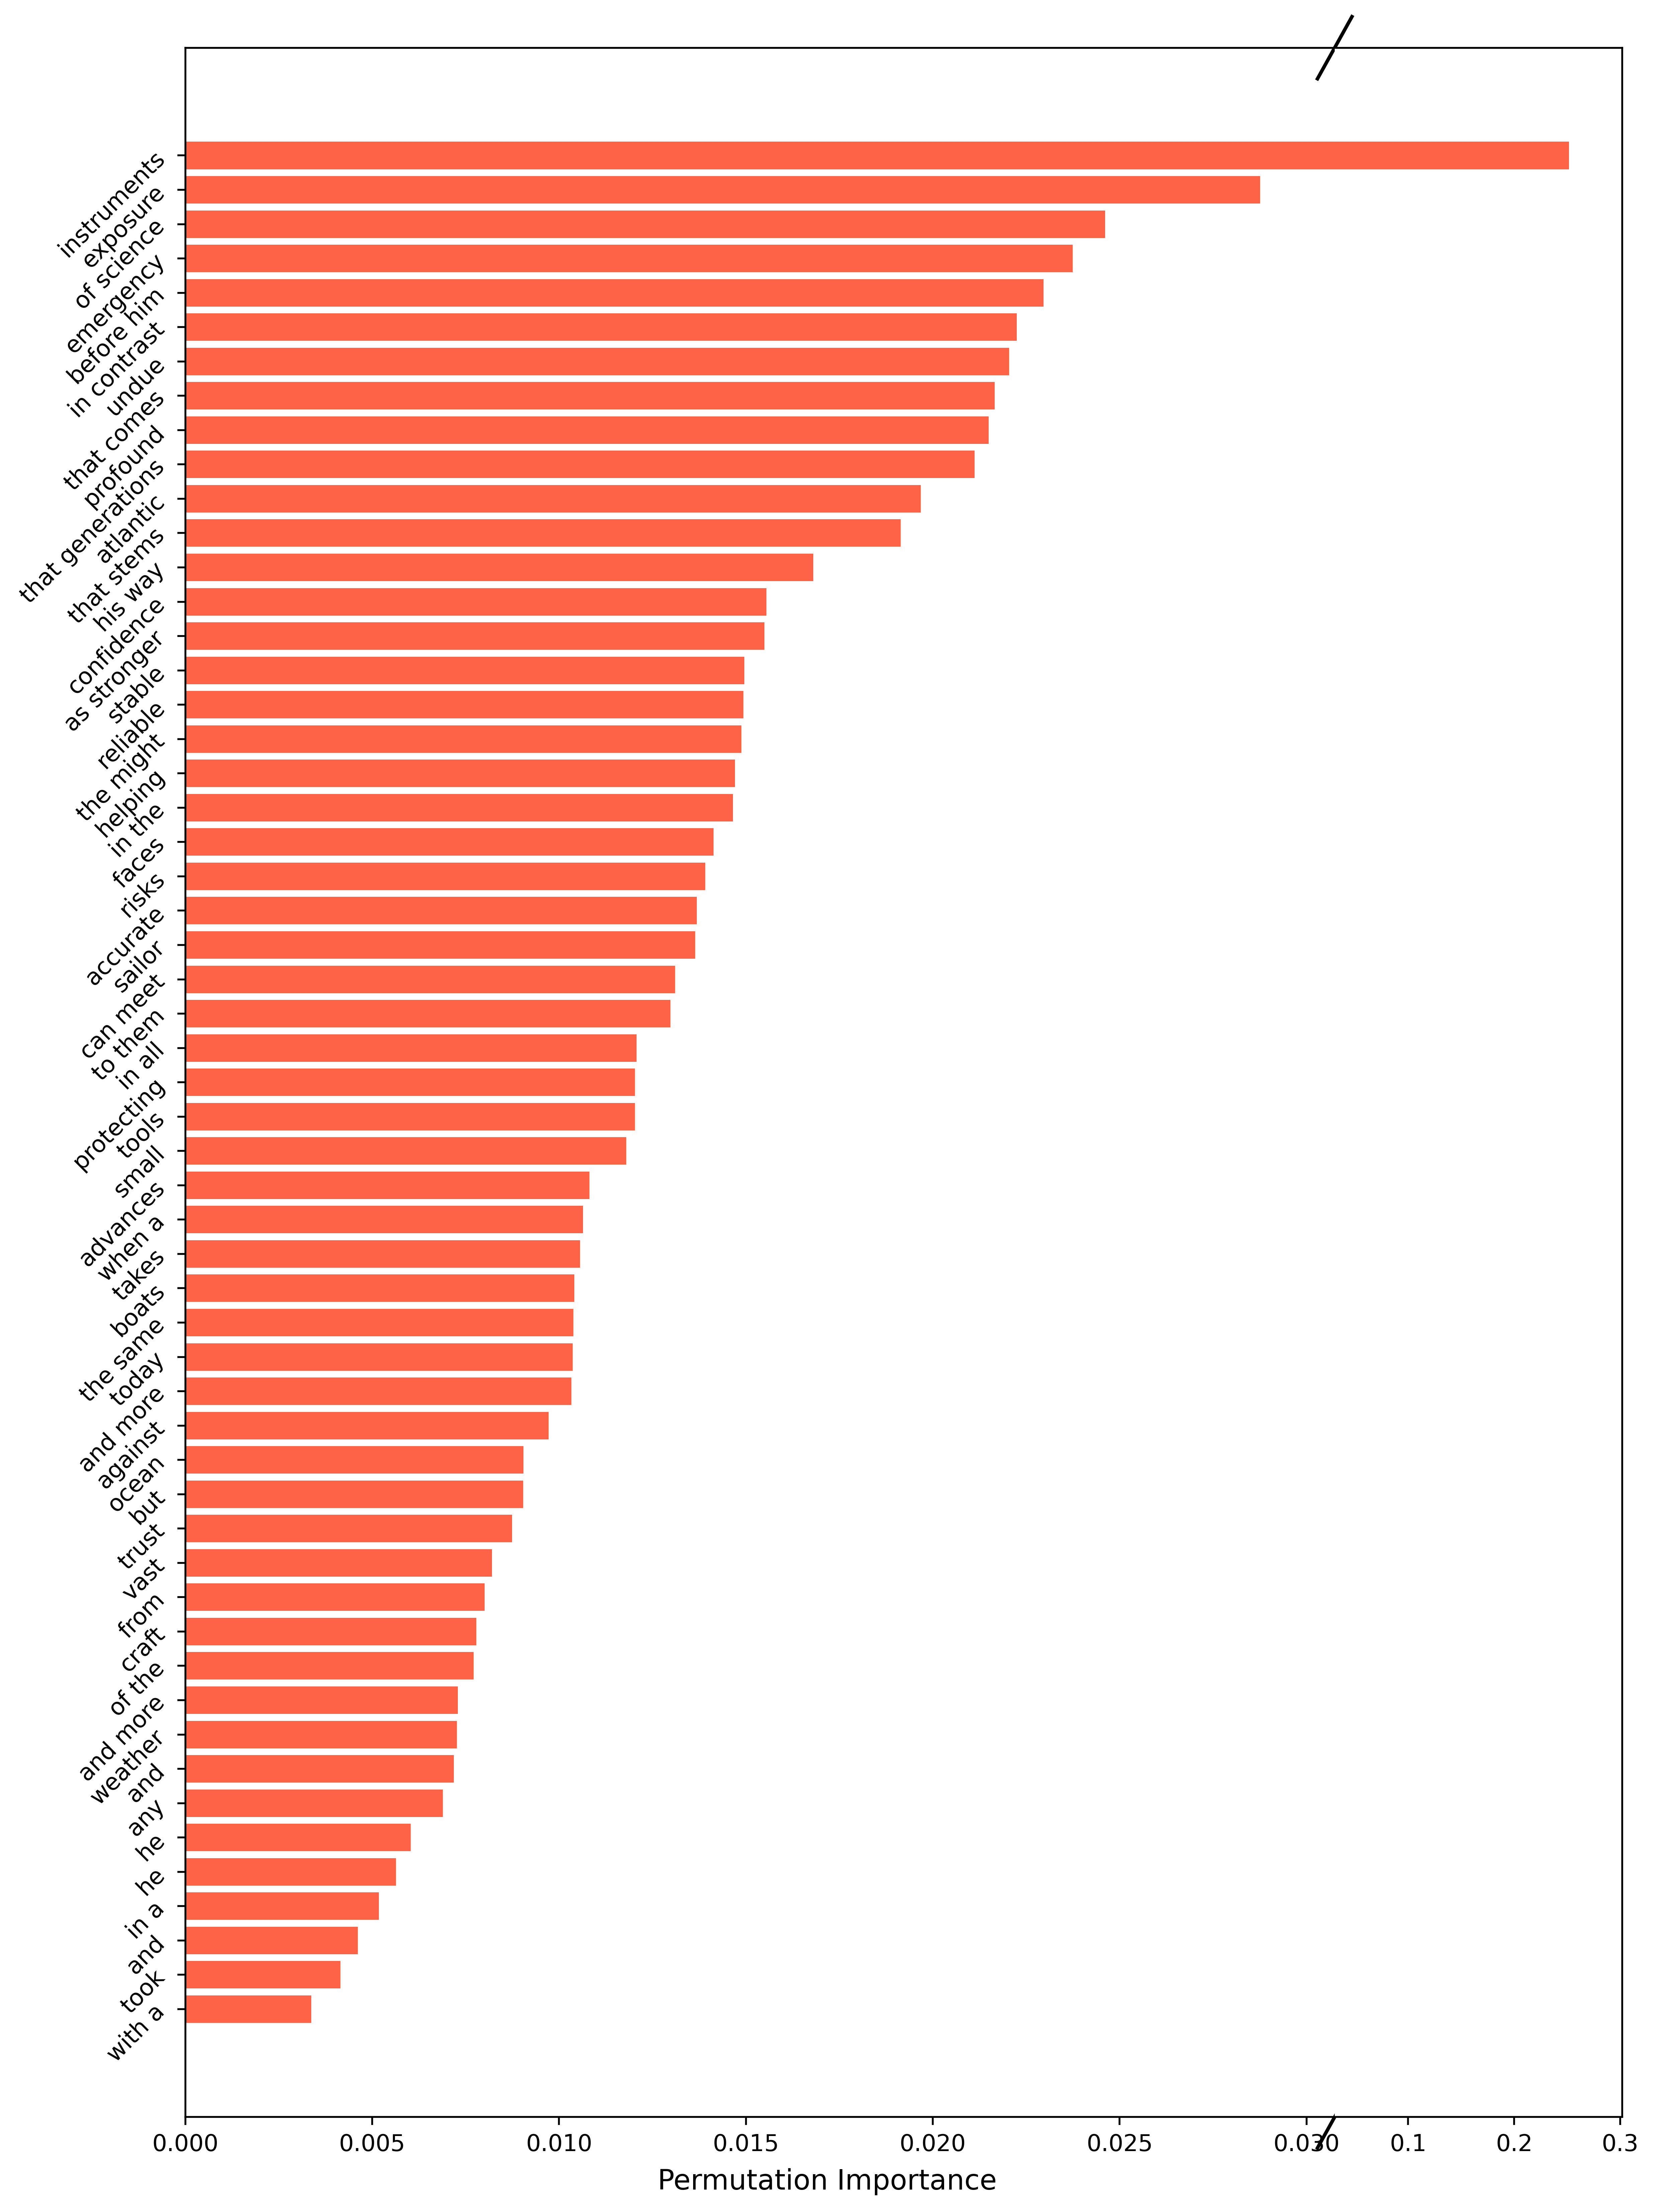 instruments
exposure
of science
emergency
before him
in contrast
undue
that comes
profound
that generations
atlantic
that stems
his way
confidence
as stronger
stable
reliable
the might
helping
in the
faces
risks
accurate
sailor
can meet
to them
in all
protecting
tools
small
advances
when a
takes
boats
the same
today
and more
against
ocean
but
trust
vast
from
craft
of the
and more
weather
and
any
he
he
in a
and
took
with a
0.000 0.005 0.010 0.015 0.020 0.025 0.030 0.1 0.2 0.3
Permutation Importance